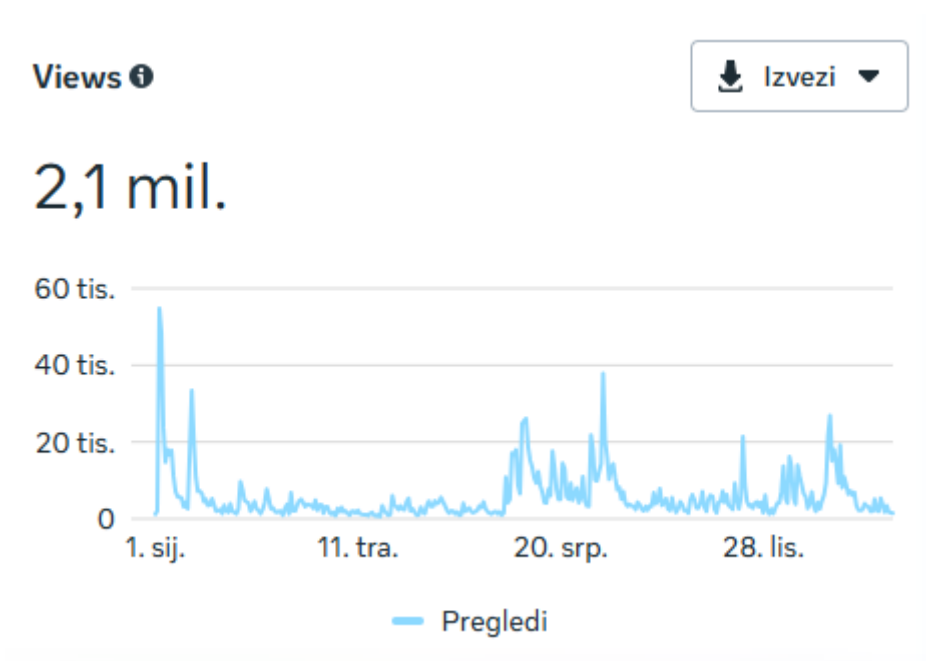 Views
Izvezi
2,1 mil.
60 tis.
40 tis.
20 tis.
0
1. sij. 11. tra. 20. srp. 28. lis.
Pregledi